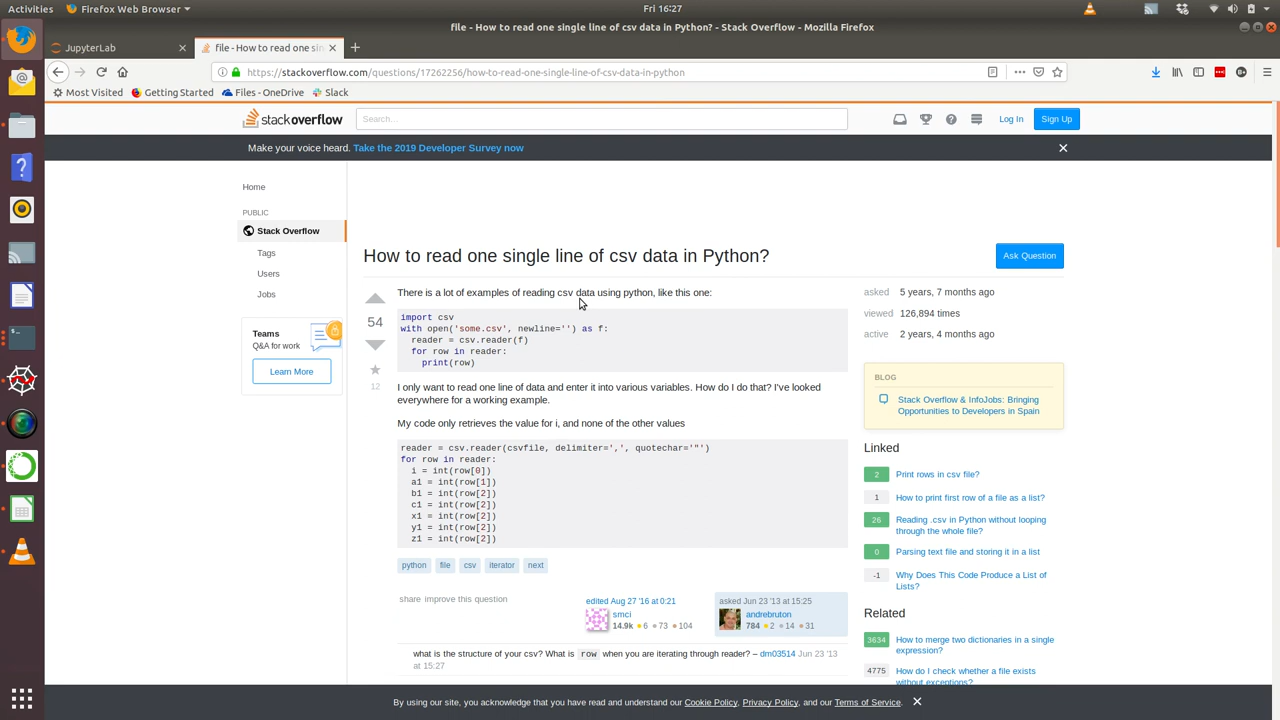 Activities
Firefox Web Browser
Fri 16:27
file - How to read one single line of csv data in Python? - Stack Overflow - Mozilla Firefox
JupyterLab
file - How to read one sin
https://stackoverflow.com/questions/17262256/how-to-read-one-single-line-of-csv-data-in-python
Most Visited
Getting Started
Files - OneDrive
Slack
stackoverflow
Search...
Log In
Sign Up
Make your voice heard. Take the 2019 Developer Survey now
Home
PUBLIC
Stack Overflow
Tags
Users
Jobs
Teams
Q&A for work
Learn More
How to read one single line of csv data in Python?
Ask Question
54
12
There is a lot of examples of reading csv data using python, like this one:
import csv
with open('some.csv', newline='') as f:
reader = csv.reader(f)
for row in reader:
print(row)
I only want to read one line of data and enter it into various variables. How do I do that? I've looked
everywhere for a working example.
My code only retrieves the value for i, and none of the other values
reader = csv.reader(csvfile, delimiter=',', quotechar='"')
for row in reader:
i = int(row[0])
a1 = int(row[1])
b1 = int(row[2])
c1 = int(row[2])
x1 = int(row[2])
y1 = int(row[2])
z1 = int(row[2])
python file csv iterator next
share improve this question
edited Aug 27 '16 at 0:21
smci
14.9k 6 73 104
asked Jun 23 '13 at 15:25
andrebruton
784 2 14 31
what is the structure of your csv? What is row when you are iterating through reader? – dm03514 Jun 23 '13
at 15:27
asked 5 years, 7 months ago
viewed 126,894 times
active 2 years, 4 months ago
BLOG
Stack Overflow & InfoJobs: Bringing
Opportunities to Developers in Spain
Linked
2 Print rows in csv file?
1 How to print first row of a file as a list?
26 Reading .csv in Python without looping
through the whole file?
0 Parsing text file and storing it in a list
-1 Why Does This Code Produce a List of
Lists?
Related
3634 How to merge two dictionaries in a single
expression?
4775 How do I check whether a file exists
without exceptions?
By using our site, you acknowledge that you have read and understand our Cookie Policy, Privacy Policy, and our Terms of Service.